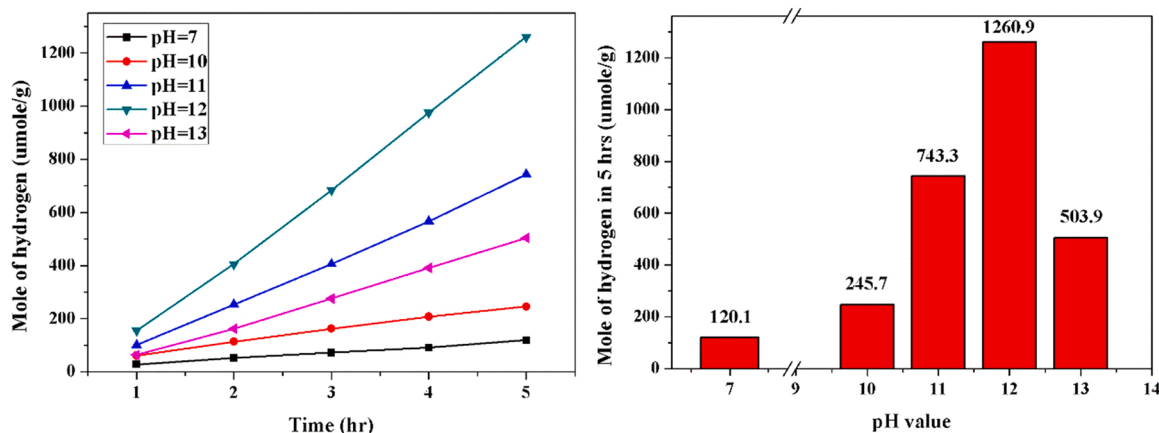 Mole of hydrogen (umole/g)
1200
1000
800
600
400
200
0
pH=7
pH=10
pH=11
pH=12
pH=13
1 2 3 4 5
Time (hr)
Mole of hydrogen in 5 hrs (umole/g)
1200
1000
800
600
400
200
0
120.1
245.7
743.3
1260.9
503.9
7 9 10 11 12 13 14
pH value